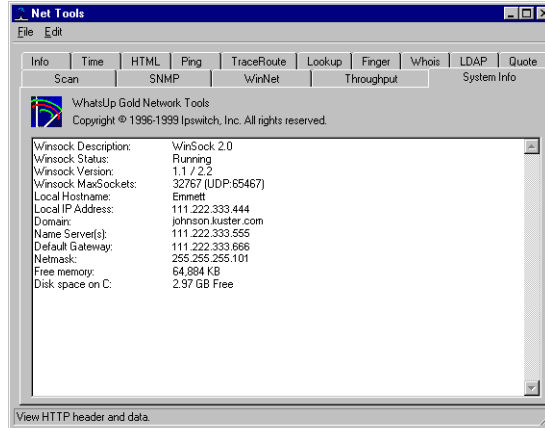 Net Tools
File Edit
Info Time HTML Ping TraceRoute Lookup Finger Whois LDAP Quote
Scan SNMP WinNet Throughput System Info
WhatsUp Gold Network Tools
Copyright © 1996-1999 Ipswitch, Inc. All rights reserved.
Winsock Description: WinSock 2.0
Winsock Status: Running
Winsock Version: 1.1 / 2.2
Winsock MaxSockets: 32767 (UDP:65467)
Local Hostname: Emmett
Local IP Address: 111.222.333.444
Domain: johnson.kuster.com
Name Server(s): 111.222.333.555
Default Gateway: 111.222.333.666
Netmask: 255.255.255.101
Free memory: 64,884 KB
Disk space on C: 2.97 GB Free
View HTTP header and data.